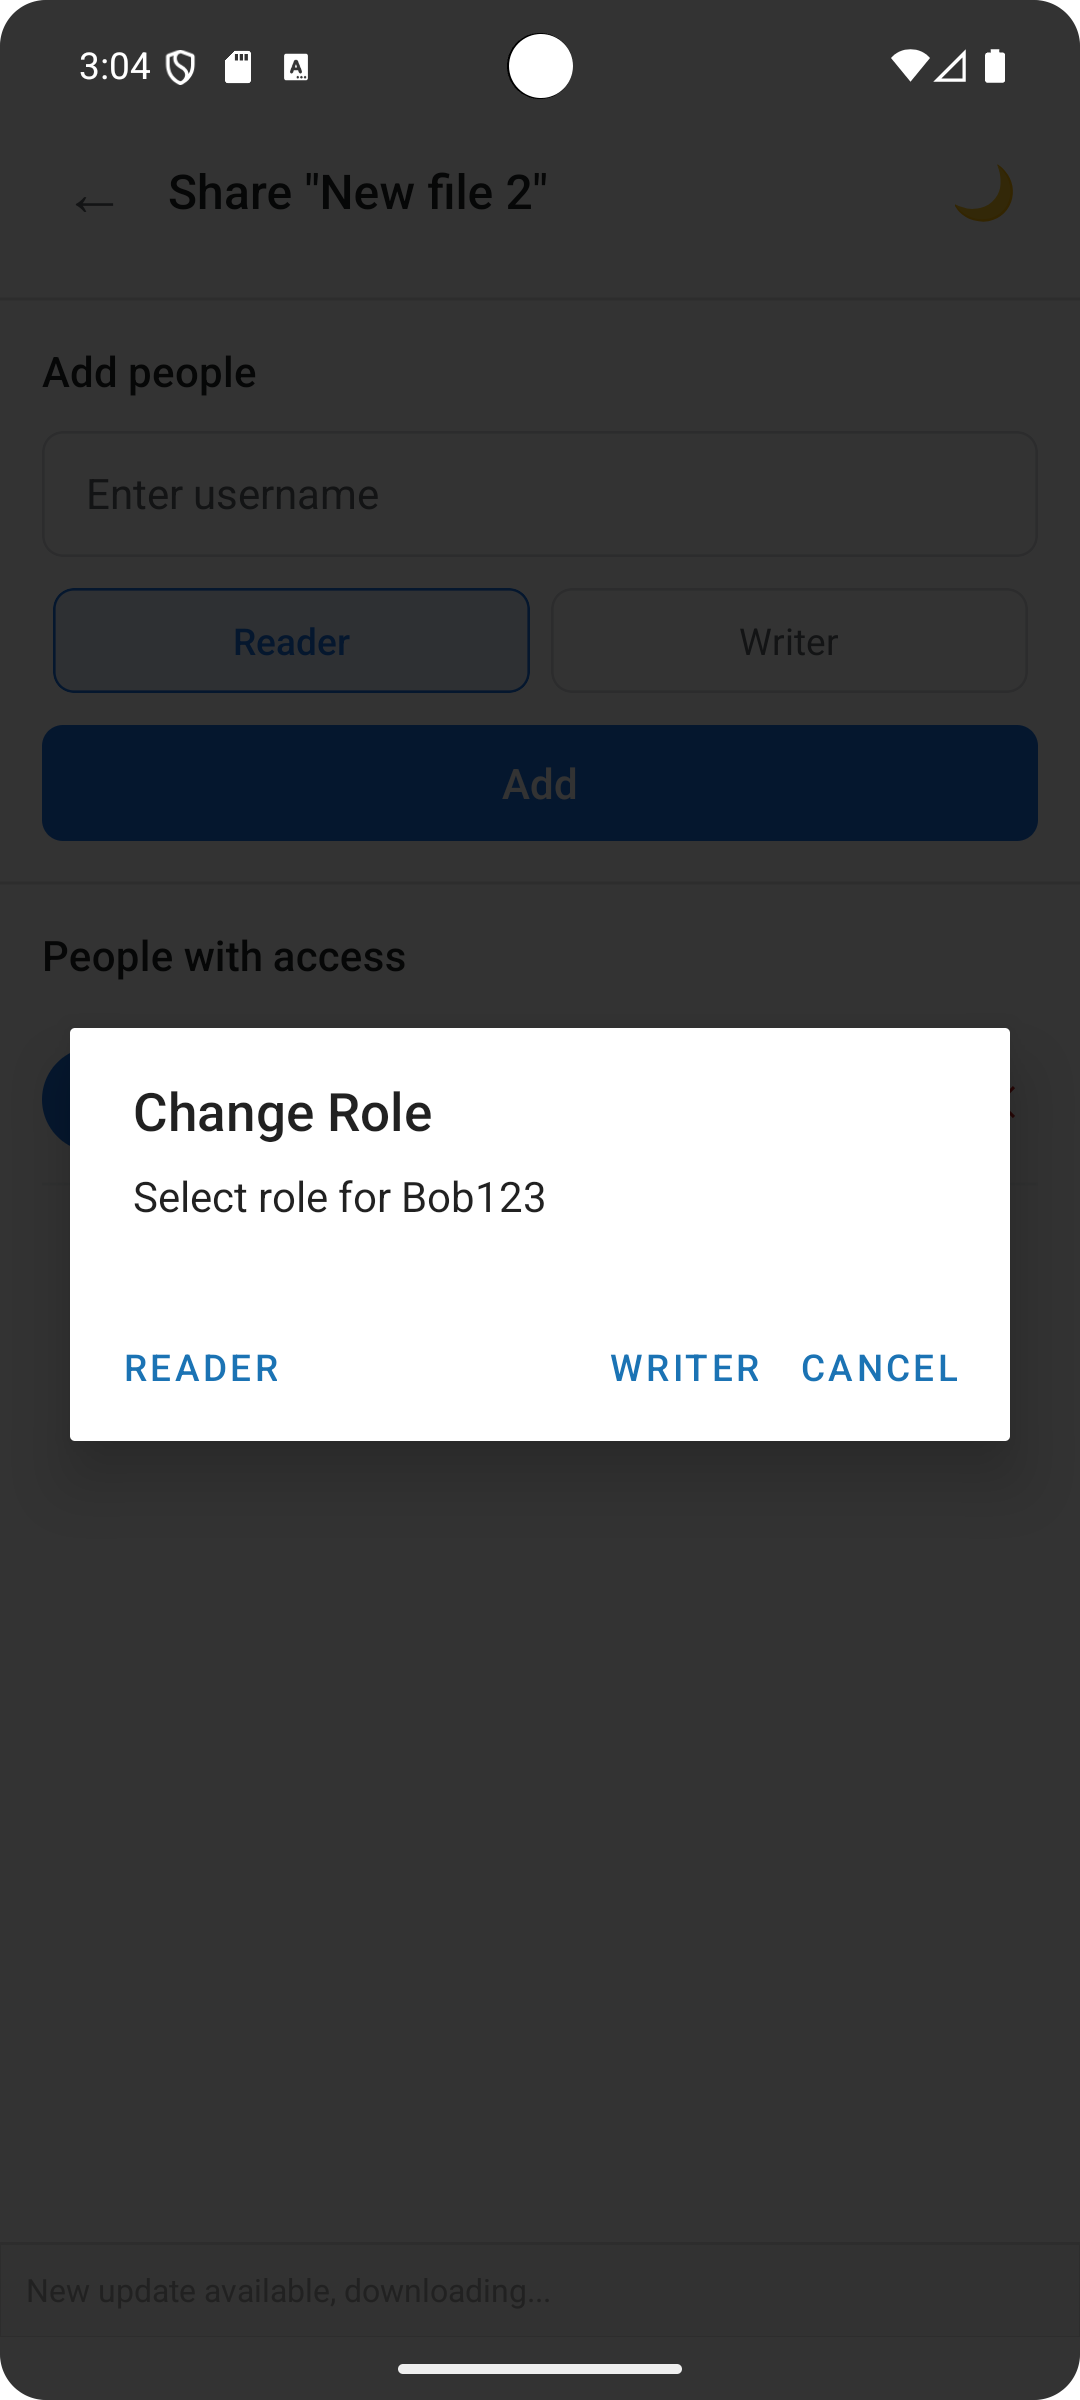 3:04
Share "New file 2"
Add people
Enter username
Reader
Writer
Add
People with access
Change Role
Select role for Bob123
READER
WRITER
CANCEL
New update available, downloading...